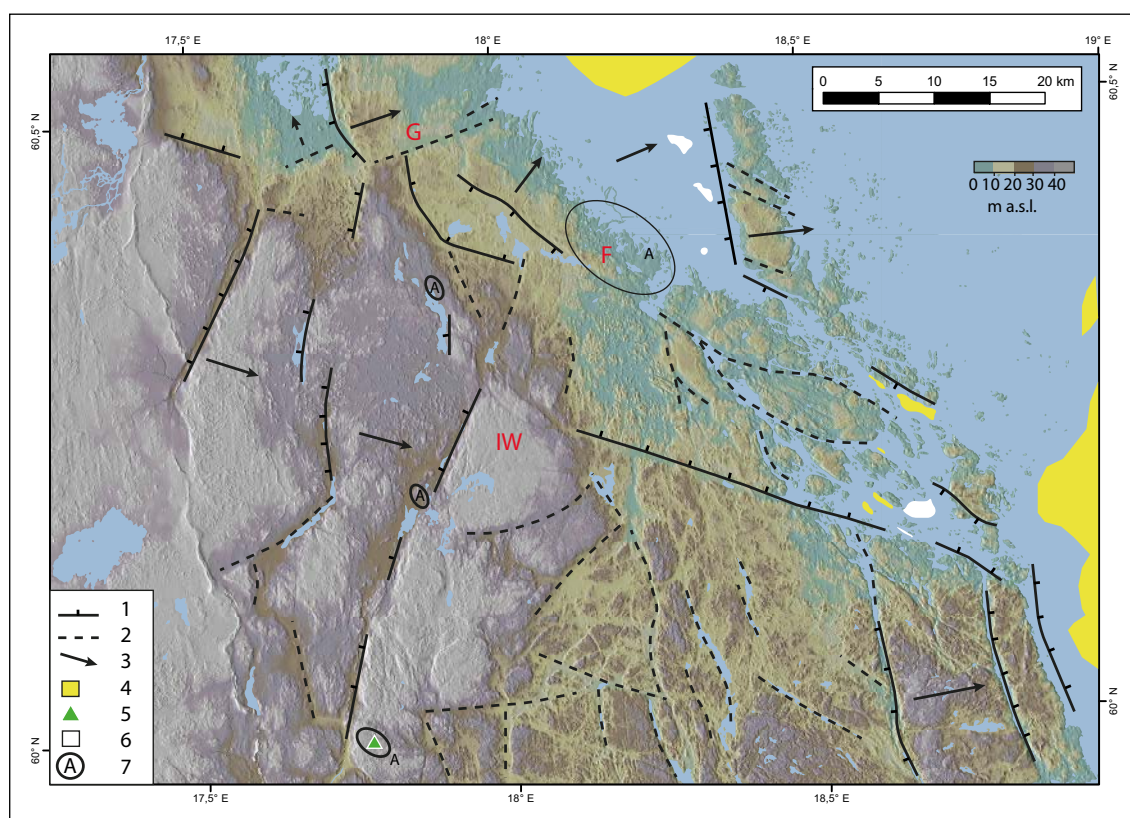 17,5° E 18° E 18,5° E 19° E
0 5 10 15 20 km
60,5° N
60,5° N
G
0 10 20 30 40
m a.s.l.
F A
A
IW
A
1
2
3
4
5
6
A 7
A
60° N
60° N
17,5° E 18° E 18,5° E